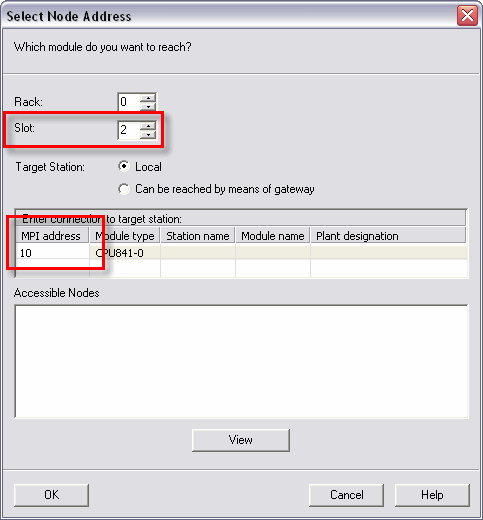 Select Node Address
Which module do you want to reach?
Rack: 0
Slot: 2
Target Station: Local
Can be reached by means of gateway
Enter connection to target station:
MPI address Module type Station name Module name Plant designation
10 CPU841-0
Accessible Nodes
View
OK Cancel Help